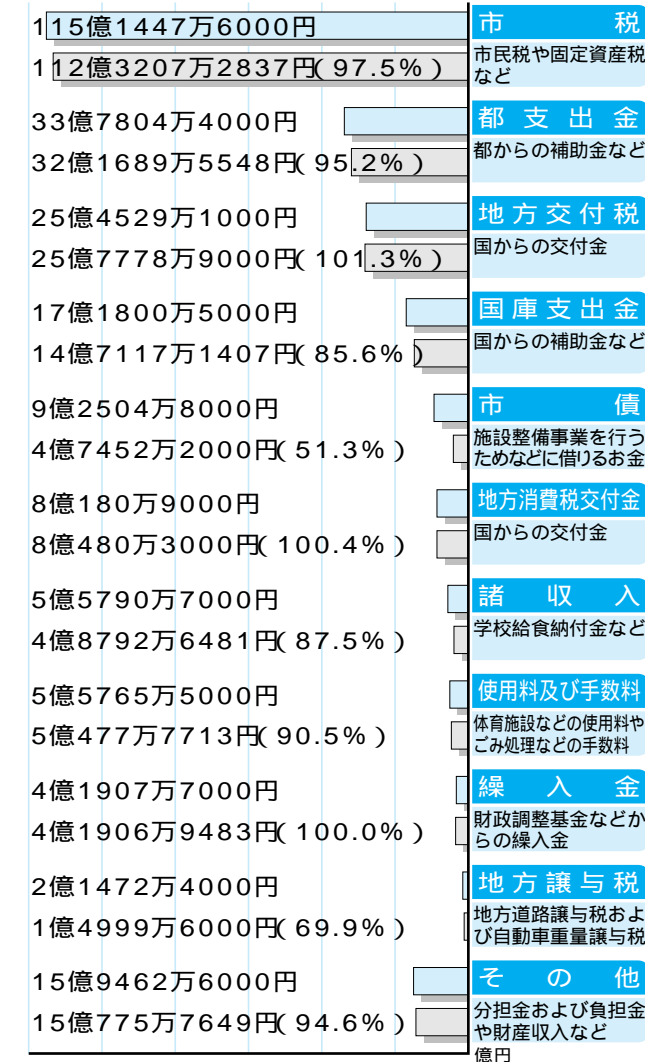 115億1447万6000円
市税
112億3207万2837円(97.5%)
市民税や固定資産税
など
33億7804万4000円
都支出金
32億1689万5548円(95.2%)
都からの補助金など
25億4529万1000円
地方交付税
25億7778万9000円(101.3%)
国からの交付金
17億1800万5000円
国庫支出金
14億7117万1407円(85.6%)
国からの補助金など
9億2504万8000円
市債
4億7452万2000円(51.3%)
施設整備事業を行う
ためなどに借りるお金
8億180万9000円
地方消費税交付金
8億480万3000円(100.4%)
国からの交付金
5億5790万7000円
諸収入
4億8792万6481円(87.5%)
学校給食納付金など
5億5765万5000円
使用料及び手数料
5億477万7713円(90.5%)
体育施設などの使用料や
ごみ処理などの手数料
4億1907万7000円
繰入金
4億1906万9483円(100.0%)
財政調整基金などか
らの繰入金
2億1472万4000円
地方譲与税
1億4999万6000円(69.9%)
地方道路譲与税およ
び自動車重量譲与税
15億9462万6000円
その他
15億775万7649円(94.6%)
分担金および負担金
や財産収入など
億円